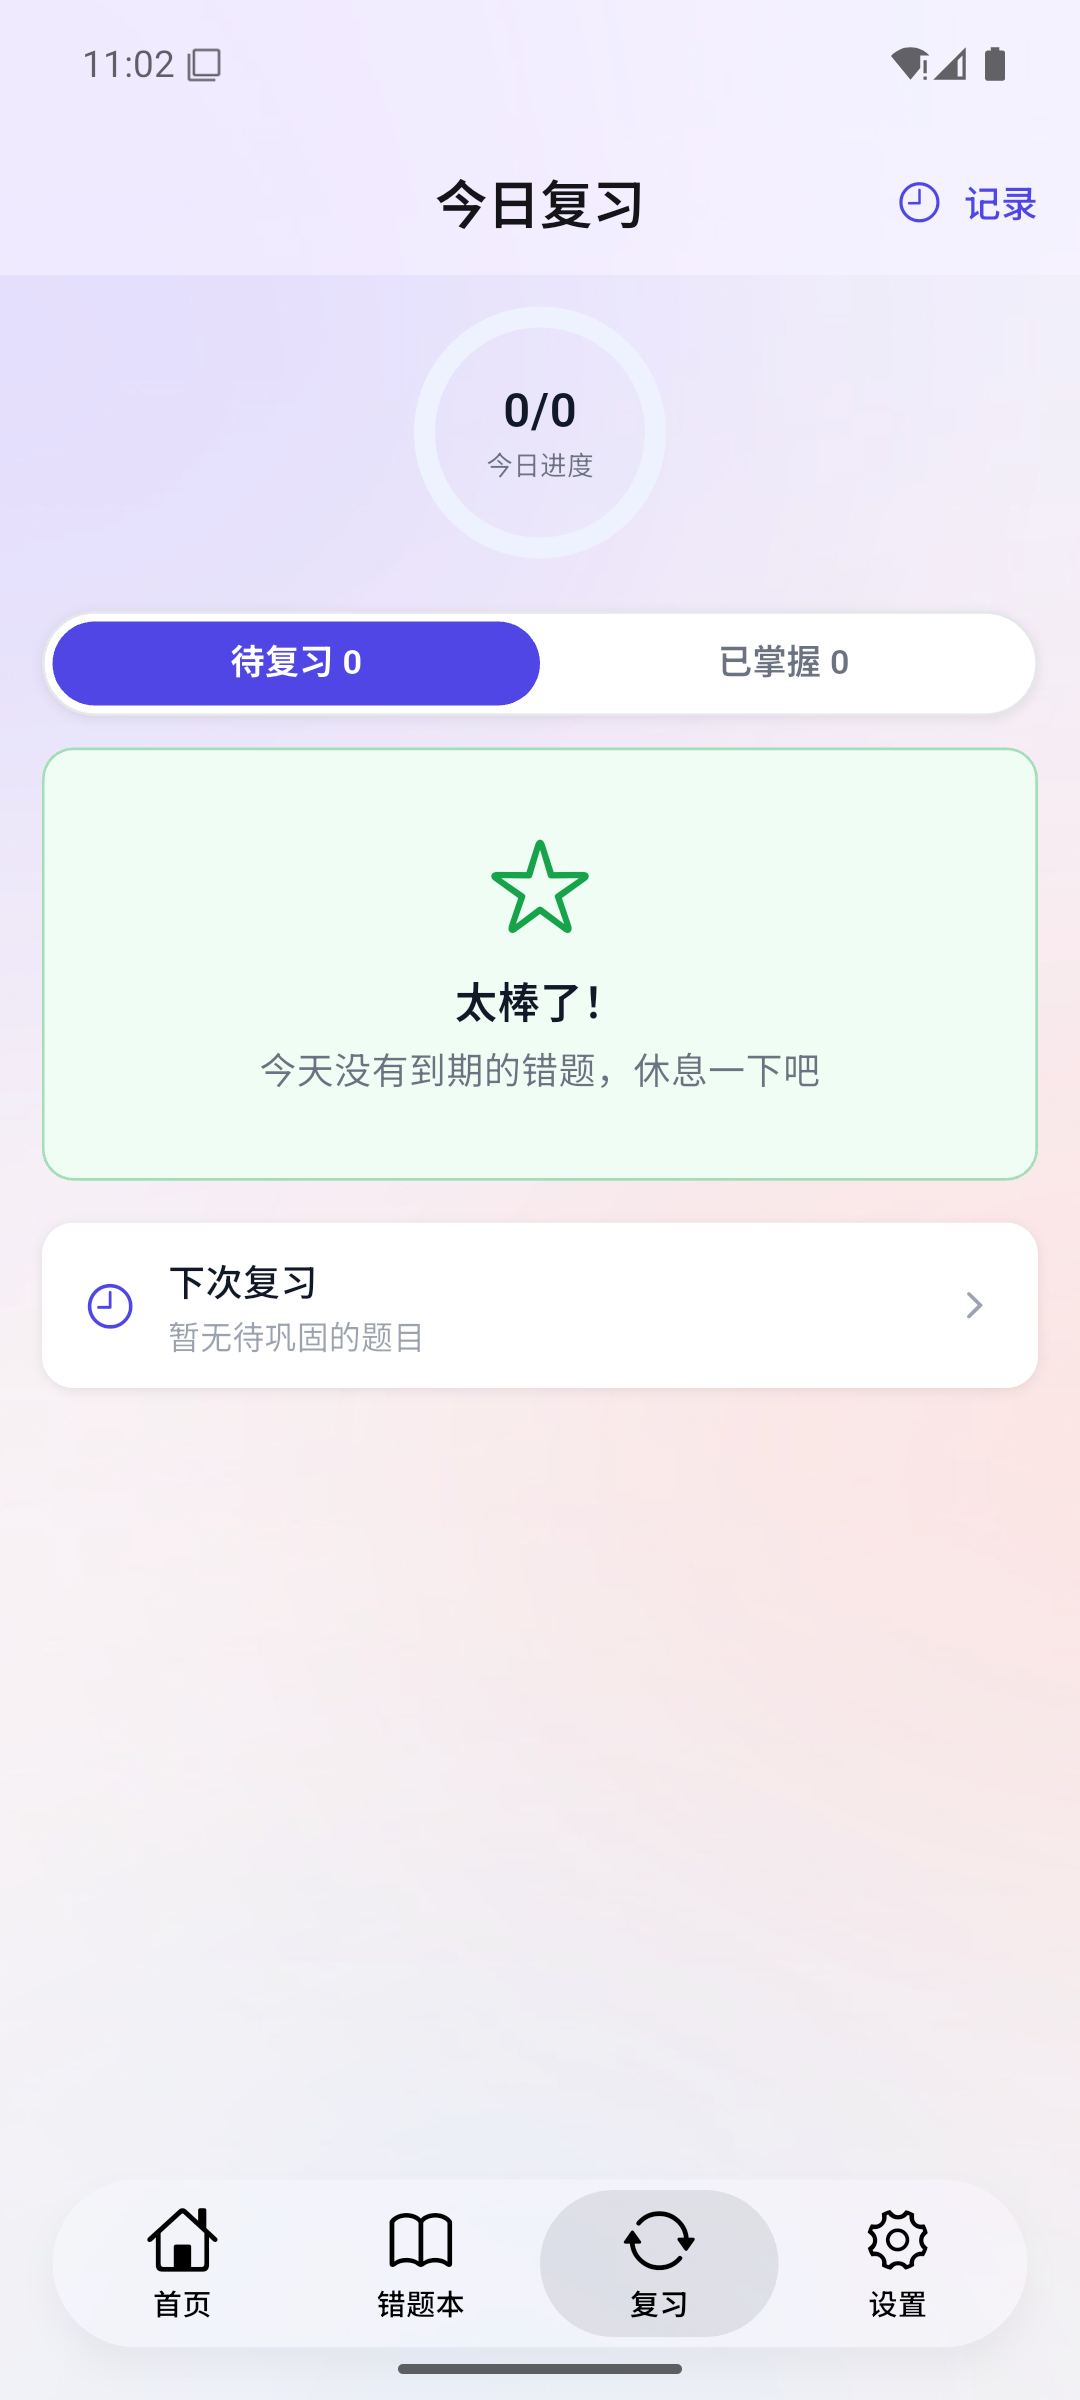 11:02
今日复习
记录
0/0
今日进度
待复习 0
已掌握 0
太棒了！
今天没有到期的错题，休息一下吧
下次复习
暂无待巩固的题目
首页
错题本
复习
设置